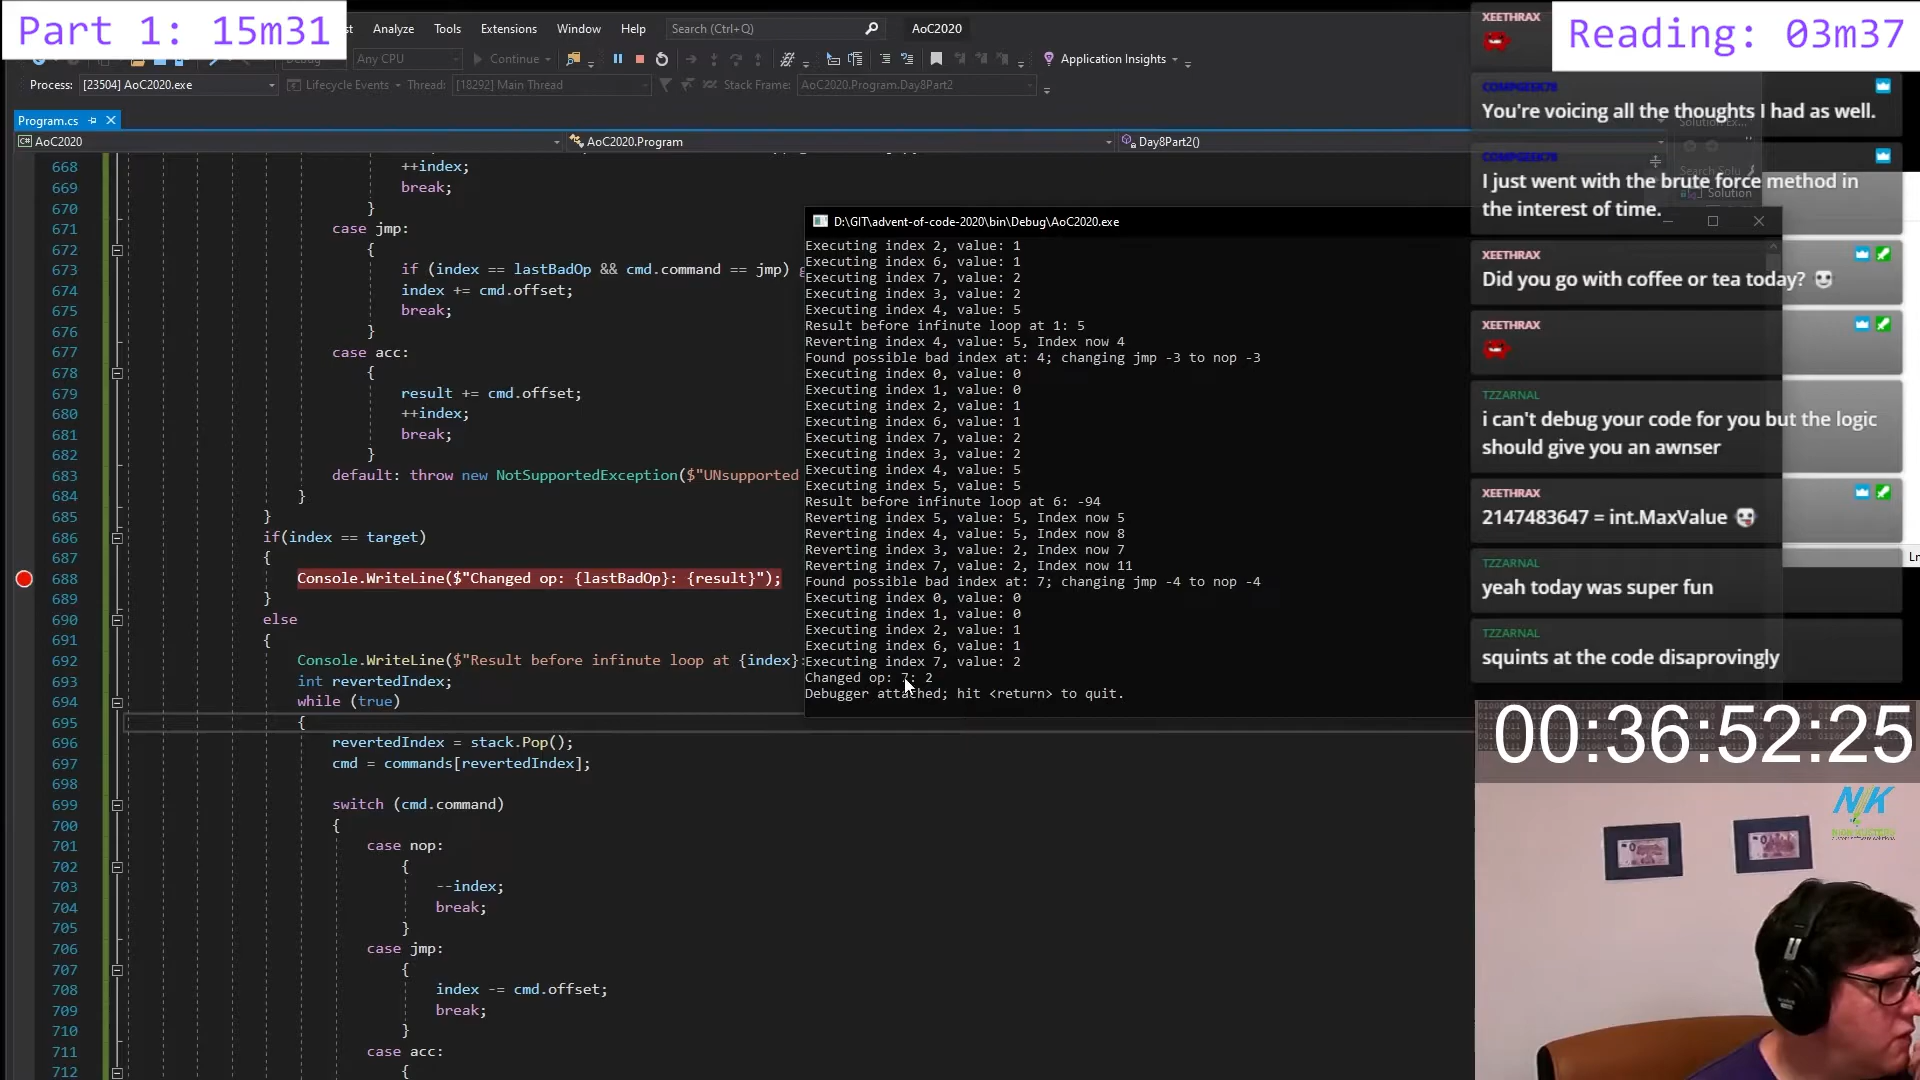 Part 1: 15m31
Analyze Tools Extensions Window Help Search (Ctrl+Q) AoC2020
Reading: 03m37
Debug Any CPU Continue Application Insights
Process: [23504] AoC2020.exe Lifecycle Events Thread: [18292] Main Thread Stack Frame: AoC2020.Program.Day8Part2
Program.cs
AoC2020 AoC2020.Program Day8Part2()
668 ++index;
669 break;
670 }
671 case jmp:
672 {
673 if (index == lastBadOp && cmd.command == jmp) g
674 index += cmd.offset;
675 break;
676 }
677 case acc:
678 {
679 result += cmd.offset;
680 ++index;
681 break;
682 }
683 default: throw new NotSupportedException($"UNsupported
684 }
685 }
686 if(index == target)
687 {
688 Console.WriteLine($"Changed op: {lastBadOp}: {result}");
689 }
690 else
691 {
692 Console.WriteLine($"Result before infinute loop at {index}:
693 int revertedIndex;
694 while (true)
695 {
696 revertedIndex = stack.Pop();
697 cmd = commands[revertedIndex];
698
699 switch (cmd.command)
700 {
701 case nop:
702 {
703 --index;
704 break;
705 }
706 case jmp:
707 {
708 index -= cmd.offset;
709 break;
710 }
711 case acc:
712 {
D:\GIT\advent-of-code-2020\bin\Debug\AoC2020.exe
Executing index 2, value: 1
Executing index 6, value: 1
Executing index 7, value: 2
Executing index 3, value: 2
Executing index 4, value: 5
Result before infinute loop at 1: 5
Reverting index 4, value: 5, Index now 4
Found possible bad index at: 4; changing jmp -3 to nop -3
Executing index 0, value: 0
Executing index 1, value: 0
Executing index 2, value: 1
Executing index 6, value: 1
Executing index 7, value: 2
Executing index 3, value: 2
Executing index 4, value: 5
Executing index 5, value: 5
Result before infinute loop at 6: -94
Reverting index 5, value: 5, Index now 5
Reverting index 4, value: 5, Index now 8
Reverting index 3, value: 2, Index now 7
Reverting index 7, value: 2, Index now 11
Found possible bad index at: 7; changing jmp -4 to nop -4
Executing index 0, value: 0
Executing index 1, value: 0
Executing index 2, value: 1
Executing index 6, value: 1
Executing index 7, value: 2
Changed op: 7: 2
Debugger attached; hit <return> to quit.
XEETHRAX
COMPGEEK78
You're voicing all the thoughts I had as well.
COMPGEEK78
I just went with the brute force method in
the interest of time.
XEETHRAX
Did you go with coffee or tea today?
XEETHRAX
TZZARNAL
i can't debug your code for you but the logic
should give you an awnser
XEETHRAX
2147483647 = int.MaxValue
TZZARNAL
yeah today was super fun
TZZARNAL
squints at the code disaprovingly
00:36:52:25